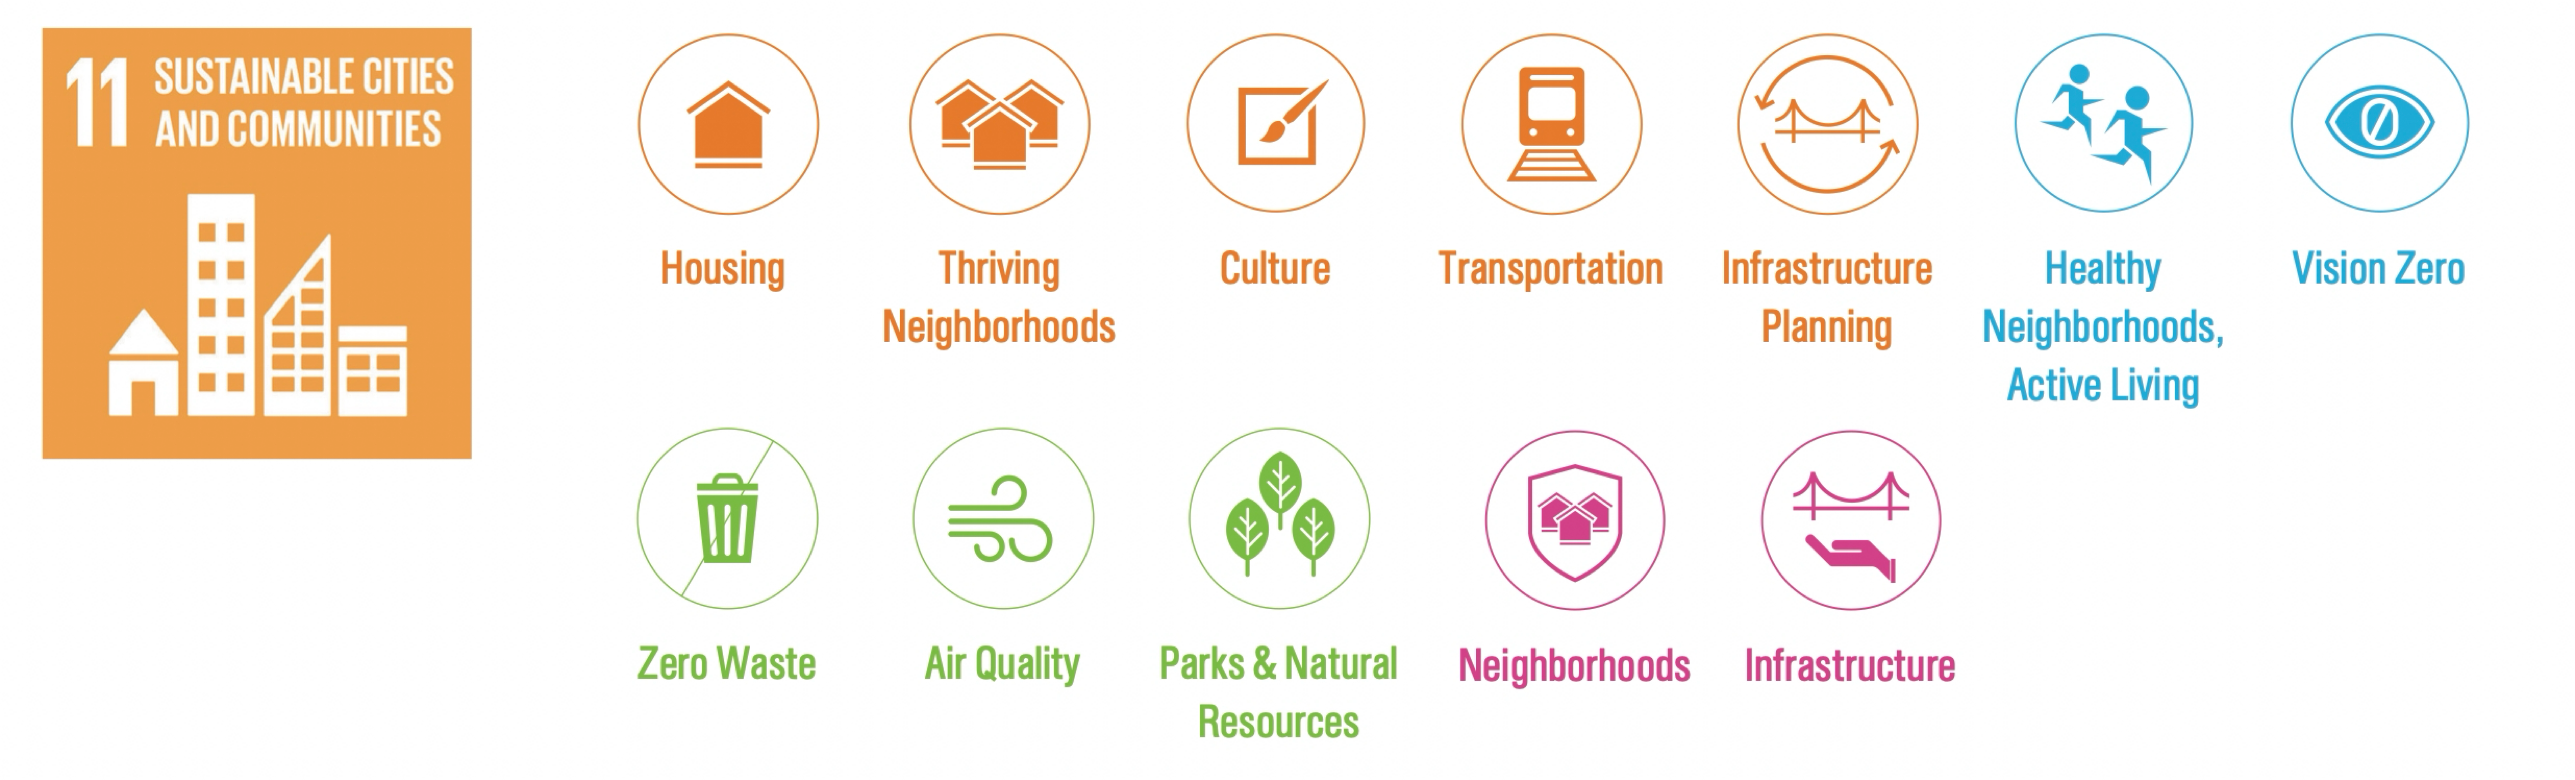 11 SUSTAINABLE CITIES
AND COMMUNITIES
Housing
Thriving
Neighborhoods
Culture
Transportation
Infrastructure
Planning
Healthy
Neighborhoods,
Active Living
Ø
Vision Zero
Zero Waste
Air Quality
Parks & Natural
Resources
Neighborhoods
Infrastructure